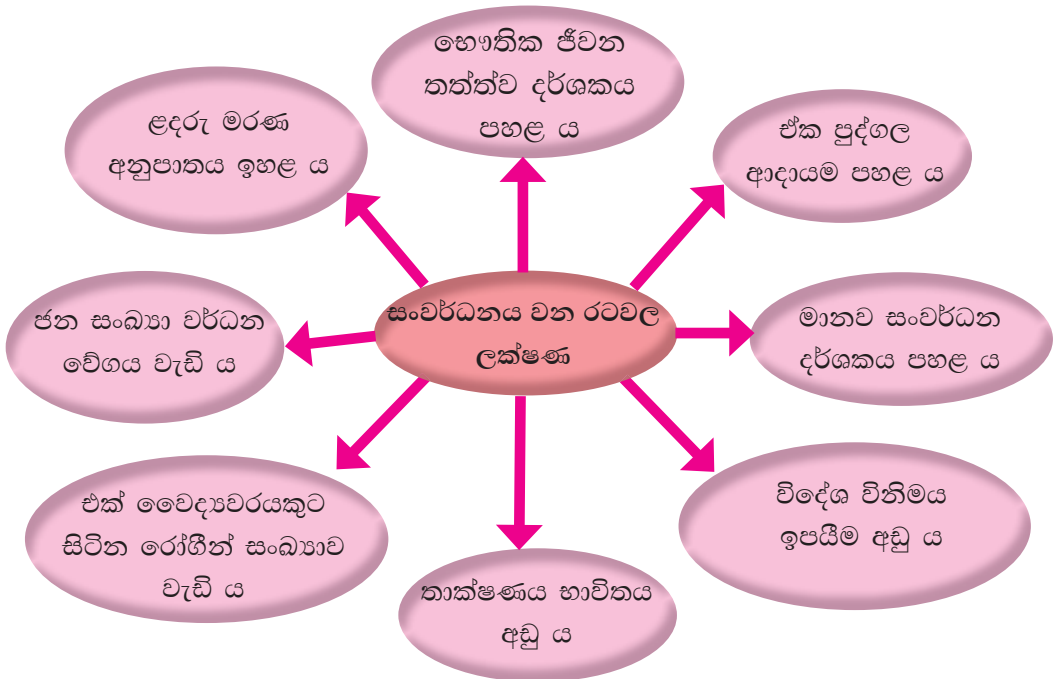 භෞතික ජීවන
තත්ත්ව දර්ශකය
පහළ ය
ළදරු මරණ
අනුපාතය ඉහළ ය
ඒක පුද්ගල
ආදායම පහළ ය
සංවර්ධනය වන රටවල
ලක්ෂණ
ජන සංඛ්‍යා වර්ධන
වේගය වැඩි ය
මානව සංවර්ධන
දර්ශකය පහළ ය
එක් වෛද්‍යවරයකුට
සිටින රෝගීන් සංඛ්‍යාව
වැඩි ය
විදේශ විනිමය
ඉපයීම අඩු ය
තාක්ෂණය භාවිතය
අඩු ය